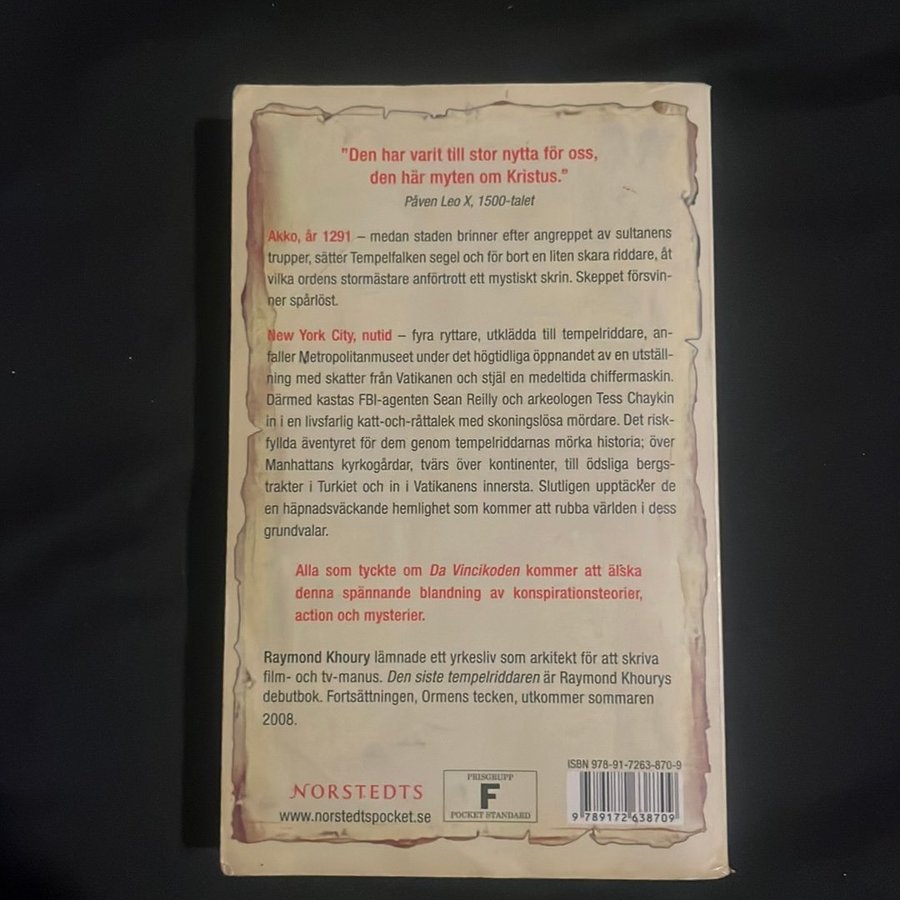 ”Den har varit till stor nytta för oss,
den här myten om Kristus.”
Påven Leo X, 1500-talet
Akko, år 1291 – medan staden brinner efter angreppet av sultanens
trupper, sätter Tempelfalken segel och för bort en liten skara riddare, åt
vilka ordens stormästare anförtrott ett mystiskt skrin. Skeppet försvin-
ner spårlöst.
New York City, nutid – fyra ryttare, utklädda till tempelriddare, an-
faller Metropolitanmuseet under det högtidliga öppnandet av en utställ-
ning med skatter från Vatikanen och stjäl en medeltida chiffermaskin.
Därmed kastas FBI-agenten Sean Reilly och arkeologen Tess Chaykin
in i en livsfarlig katt-och-råttalek med skoningslösa mördare. Det risk-
fyllda äventyret för dem genom tempelriddarnas mörka historia; över
Manhattans kyrkogårdar, tvärs över kontinenter, till ödsliga bergs-
trakter i Turkiet och in i Vatikanens innersta. Slutligen upptäcker de
en häpnadsväckande hemlighet som kommer att rubba världen i dess
grundvalar.
Alla som tyckte om Da Vincikoden kommer att älska
denna spännande blandning av konspirationsteorier,
action och mysterier.
Raymond Khoury lämnade ett yrkesliv som arkitekt för att skriva
film- och tv-manus. Den siste tempelriddaren är Raymond Khourys
debutbok. Fortsättningen, Ormens tecken, utkommer sommaren
2008.
ISBN 978-91-7263-870-9
NORSTEDTS
www.norstedtspocket.se
PRISGRUPP
F
POCKET STANDARD
9 789172 638709